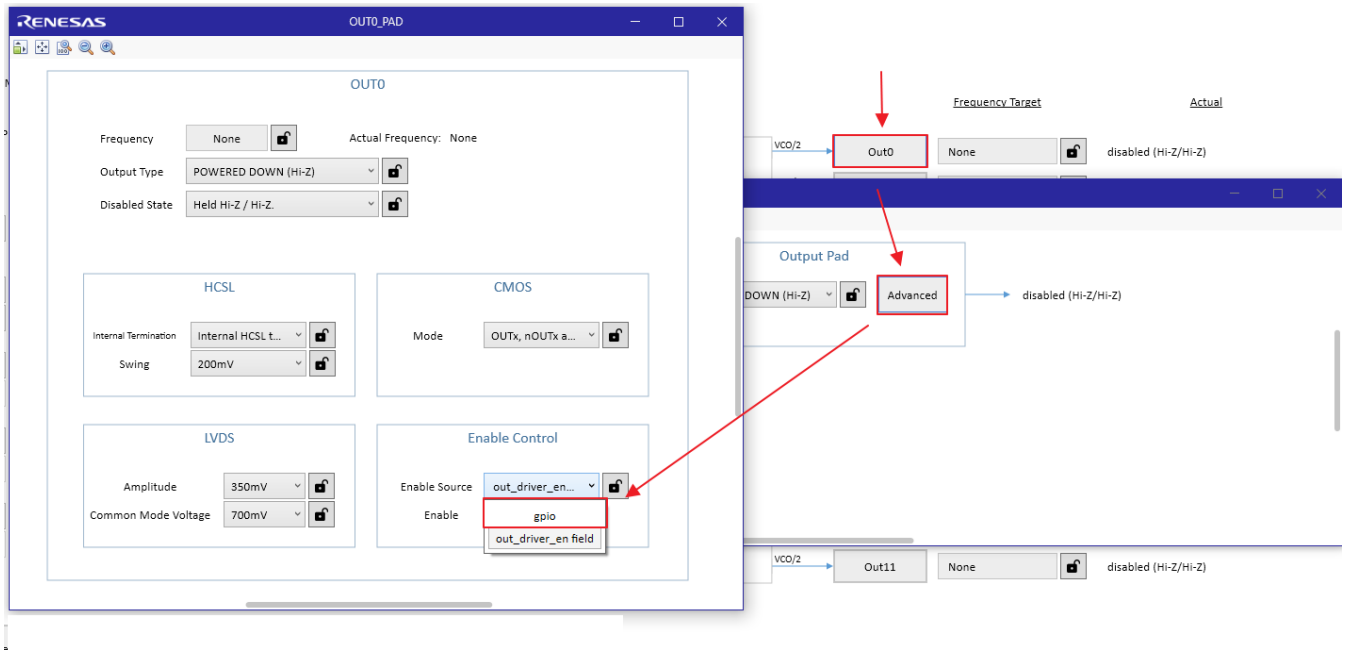 RENESAS
OUT0_PAD
OUT0
Frequency
None
Actual Frequency: None
Output Type
POWERED DOWN (Hi-Z)
Disabled State
Held Hi-Z / Hi-Z.
HCSL
Internal Termination
Internal HCSL t...
Swing
200mV
CMOS
Mode
OUTx, nOUTx a...
LVDS
Amplitude
350mV
Common Mode Voltage
700mV
Enable Control
Enable Source
out_driver_en...
Enable
gpio
out_driver_en field
Frequency Target
Actual
VCO/2
Out0
None
disabled (Hi-Z/Hi-Z)
Output Pad
DOWN (Hi-Z)
Advanced
disabled (Hi-Z/Hi-Z)
VCO/2
Out11
None
disabled (Hi-Z/Hi-Z)